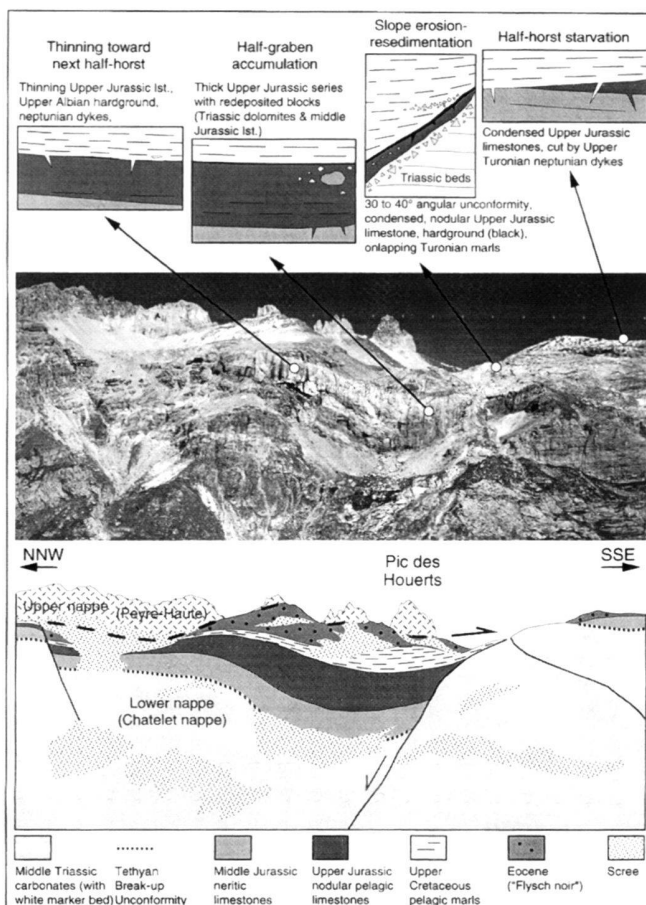 Thinning toward
next half-horst
Thinning Upper Jurassic lst.,
Upper Albian hardground,
neptunian dykes,
Half-graben
accumulation
Thick Upper Jurassic series
with redeposited blocks
(Triassic dolomites & middle
Jurassic lst.)
Slope erosion-
resedimentation
Triassic beds
30 to 40° angular unconformity,
condensed, nodular Upper Jurassic
limestone, hardground (black),
onlapping Turonian marls
Half-horst starvation
Condensed Upper Jurassic
limestones, cut by Upper
Turonian neptunian dykes
NNW
Pic des
Houerts
SSE
Upper nappe (Peyre-Haute)
Lower nappe
(Chatelet nappe)
Middle Triassic
carbonates (with
white marker bed)
Tethyan
Break-up
Unconformity
Middle Jurassic
neritic
limestones
Upper Jurassic
nodular pelagic
limestones
Upper
Cretaceous
pelagic marls
Eocene
("Flysch noir")
Scree